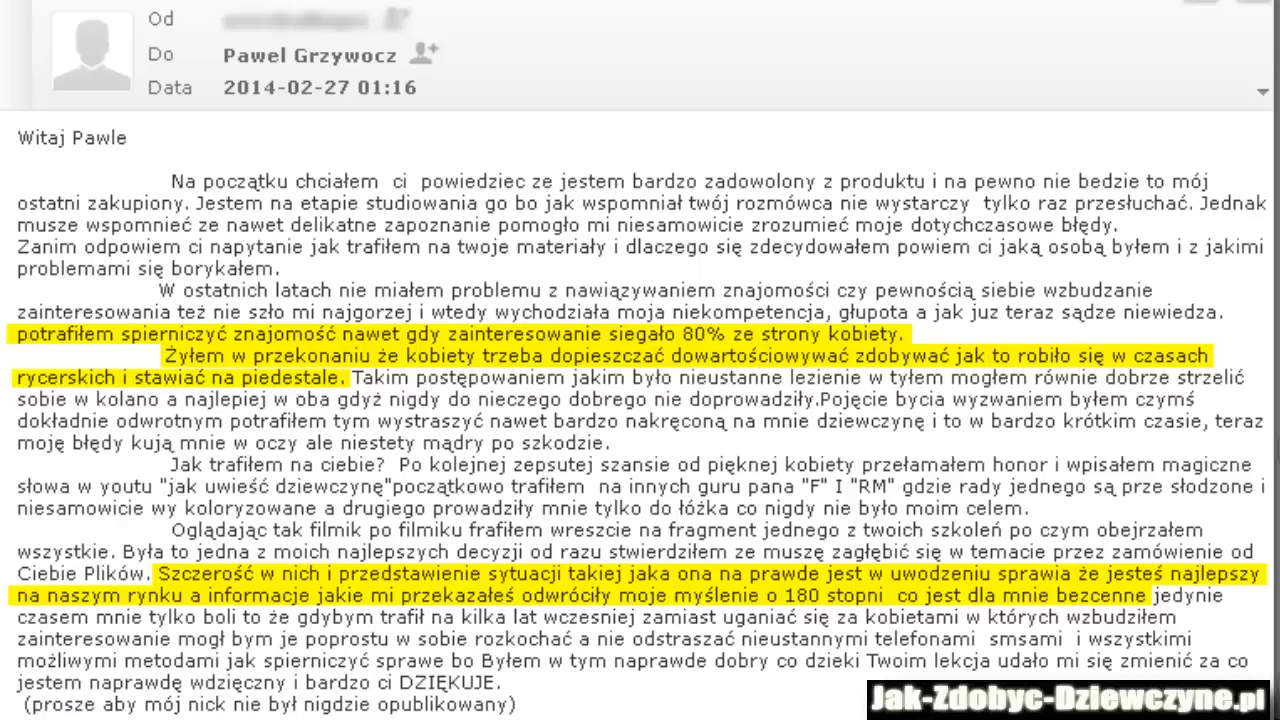 Od
Do Pawel Grzywocz
Data 2014-02-27 01:16
Witaj Pawle
Na początku chciałem ci powiedziec ze jestem bardzo zadowolony z produktu i na pewno nie bedzie to mój
ostatni zakupiony. Jestem na etapie studiowania go bo jak wspomniał twój rozmówca nie wystarczy tylko raz przesłuchać. Jednak
musze wspomnieć ze nawet delikatne zapoznanie pomogło mi niesamowicie zrozumieć moje dotychczasowe błędy.
Zanim odpowiem ci napytanie jak trafiłem na twoje materiały i dlaczego się zdecydowałem powiem ci jaką osobą byłem i z jakimi
problemami się borykałem.
W ostatnich latach nie miałem problemu z nawiązywaniem znajomości czy pewnością siebie wzbudzanie
zainteresowania też nie szło mi najgorzej i wtedy wychodziła moja niekompetencja, głupota a jak juz teraz sądze niewiedza.
potrafiłem spierniczyć znajomość nawet gdy zainteresowanie siegało 80% ze strony kobiety.
Żyłem w przekonaniu że kobiety trzeba dopieszczać dowartościowywać zdobywać jak to robiło się w czasach
rycerskich i stawiać na piedestale. Takim postępowaniem jakim było nieustanne lezienie w tyłem mogłem równie dobrze strzelić
sobie w kolano a najlepiej w oba gdyż nigdy do nieczego dobrego nie doprowadziły.Pojęcie bycia wyzwaniem byłem czymś
dokładnie odwrotnym potrafiłem tym wystraszyć nawet bardzo nakręconą na mnie dziewczynę i to w bardzo krótkim czasie, teraz
moję błędy kują mnie w oczy ale niestety mądry po szkodzie.
Jak trafiłem na ciebie? Po kolejnej zepsutej szansie od pięknej kobiety przełamałem honor i wpisałem magiczne
słowa w youtu "jak uwieść dziewczynę"początkowo trafiłem na innych guru pana "F" I "RM" gdzie rady jednego są prze słodzone i
niesamowicie wy koloryzowane a drugiego prowadziły mnie tylko do łóżka co nigdy nie było moim celem.
Oglądając tak filmik po filmiku frafiłem wreszcie na fragment jednego z twoich szkoleń po czym obejrzałem
wszystkie. Była to jedna z moich najlepszych decyzji od razu stwierdziłem ze muszę zagłębić się w temacie przez zamówienie od
Ciebie Plików. Szczerość w nich i przedstawienie sytuacji takiej jaka ona na prawde jest w uwodzeniu sprawia że jesteś najlepszy
na naszym rynku a informacje jakie mi przekazałeś odwróciły moje myślenie o 180 stopni co jest dla mnie bezcenne jedynie
czasem mnie tylko boli to że gdybym trafił na kilka lat wczesniej zamiast uganiać się za kobietami w których wzbudziłem
zainteresowanie mogł bym je poprostu w sobie rozkochać a nie odstraszać nieustannymi telefonami smsami i wszystkimi
możliwymi metodami jak spierniczyć sprawe bo Byłem w tym naprawde dobry co dzieki Twoim lekcja udało mi się zmienić za co
jestem naprawdę wdzięczny i bardzo ci DZIĘKUJE.
(prosze aby mój nick nie był nigdzie opublikowany)
Jak-Zdobyc-Dziewczyne.pl